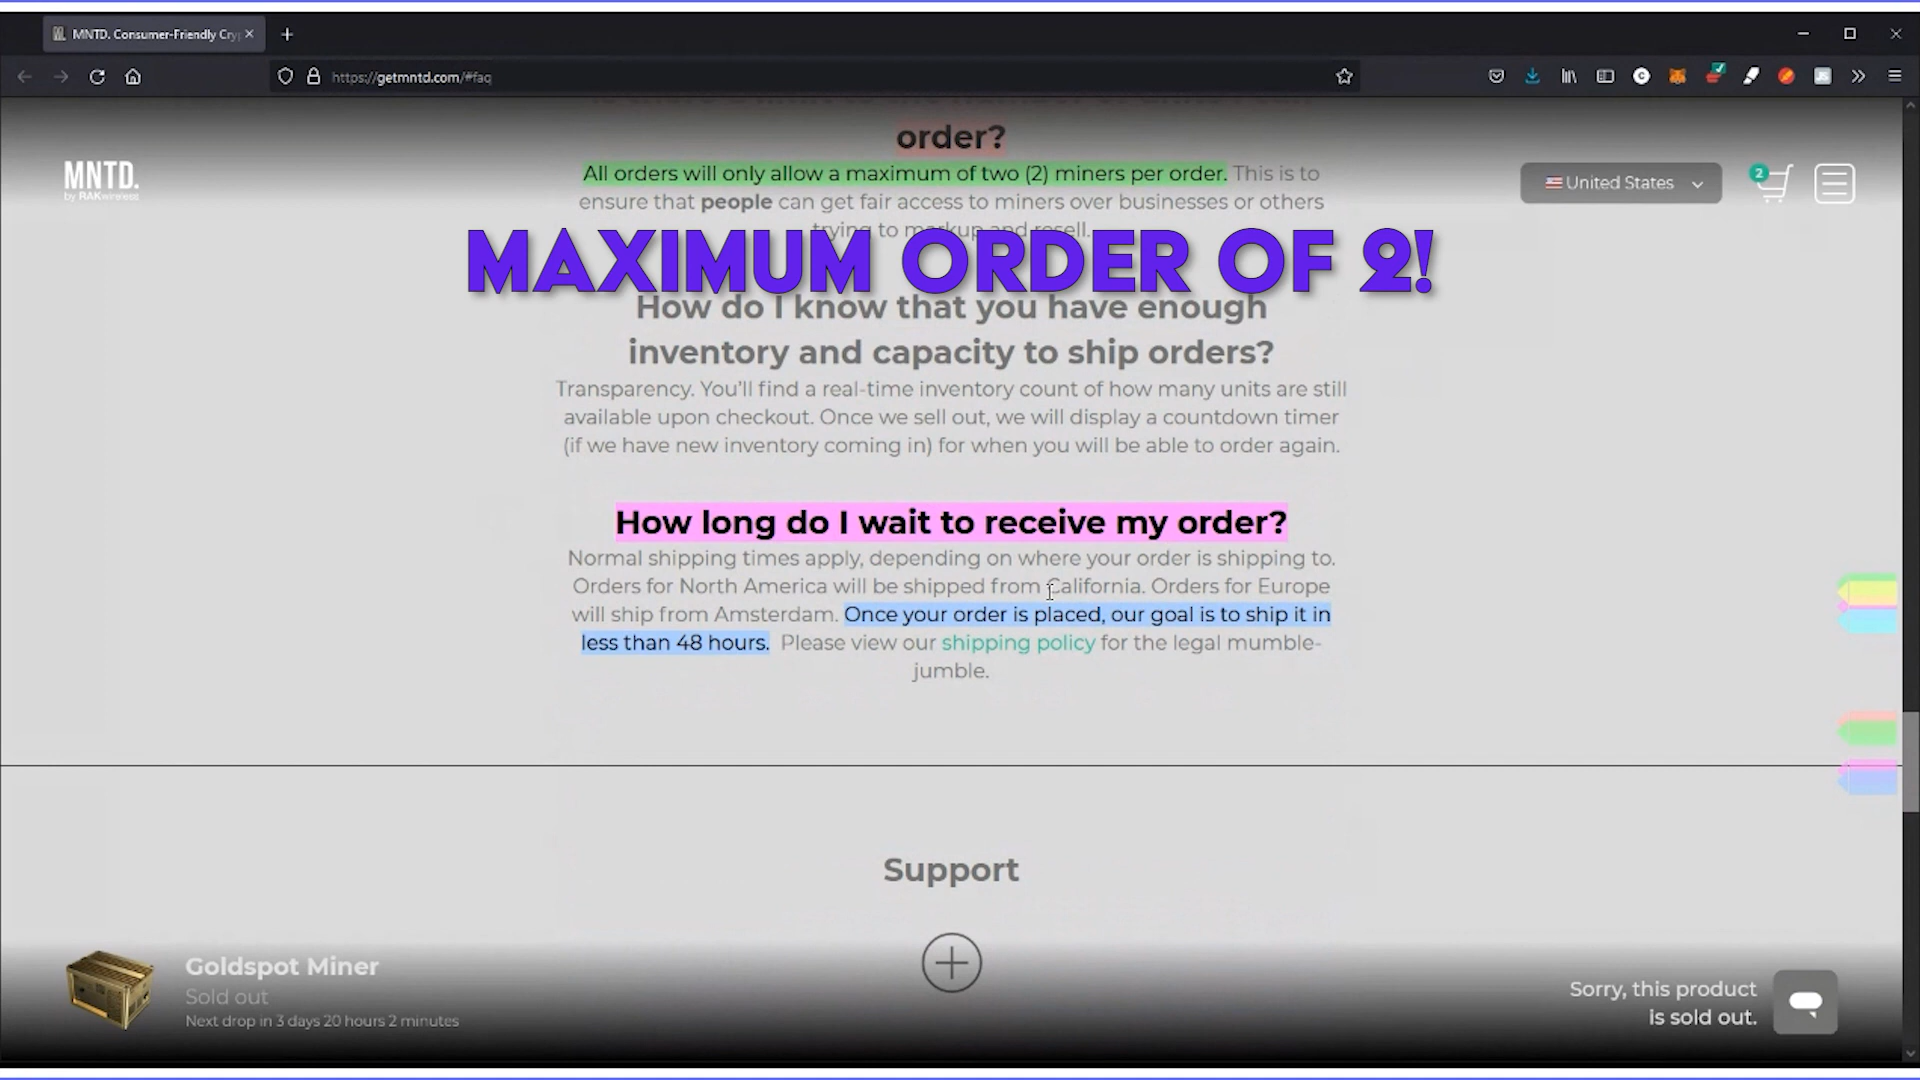 MNTD. Consumer-Friendly Cry
https://getmntd.com/#faq
order?
MNTD.
by RAKwireless
All orders will only allow a maximum of two (2) miners per order. This is to
ensure that people can get fair access to miners over businesses or others
trying to markup and resell.
United States
2
MAXIMUM ORDER OF 2!
How do I know that you have enough
inventory and capacity to ship orders?
Transparency. You'll find a real-time inventory count of how many units are still
available upon checkout. Once we sell out, we will display a countdown timer
(if we have new inventory coming in) for when you will be able to order again.
How long do I wait to receive my order?
Normal shipping times apply, depending on where your order is shipping to.
Orders for North America will be shipped from California. Orders for Europe
will ship from Amsterdam. Once your order is placed, our goal is to ship it in
less than 48 hours. Please view our shipping policy for the legal mumble-
jumble.
Support
Goldspot Miner
Sold out
Next drop in 3 days 20 hours 2 minutes
Sorry, this product
is sold out.